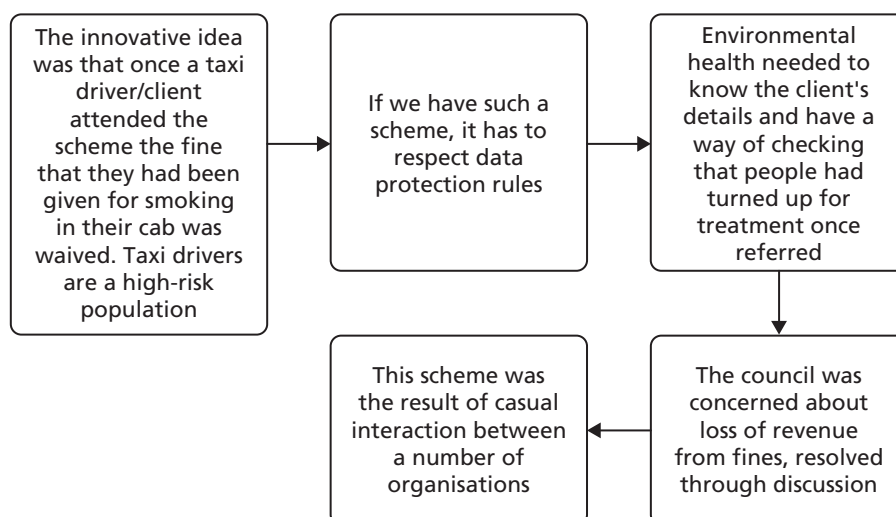 The innovative idea
was that once a taxi
driver/client
attended the
scheme the fine
that they had been
given for smoking
in their cab was
waived. Taxi drivers
are a high-risk
population
If we have such a
scheme, it has to
respect data
protection rules
Environmental
health needed to
know the client's
details and have a
way of checking
that people had
turned up for
treatment once
referred
The council was
concerned about
loss of revenue
from fines, resolved
through discussion
This scheme was
the result of casual
interaction between
a number of
organisations